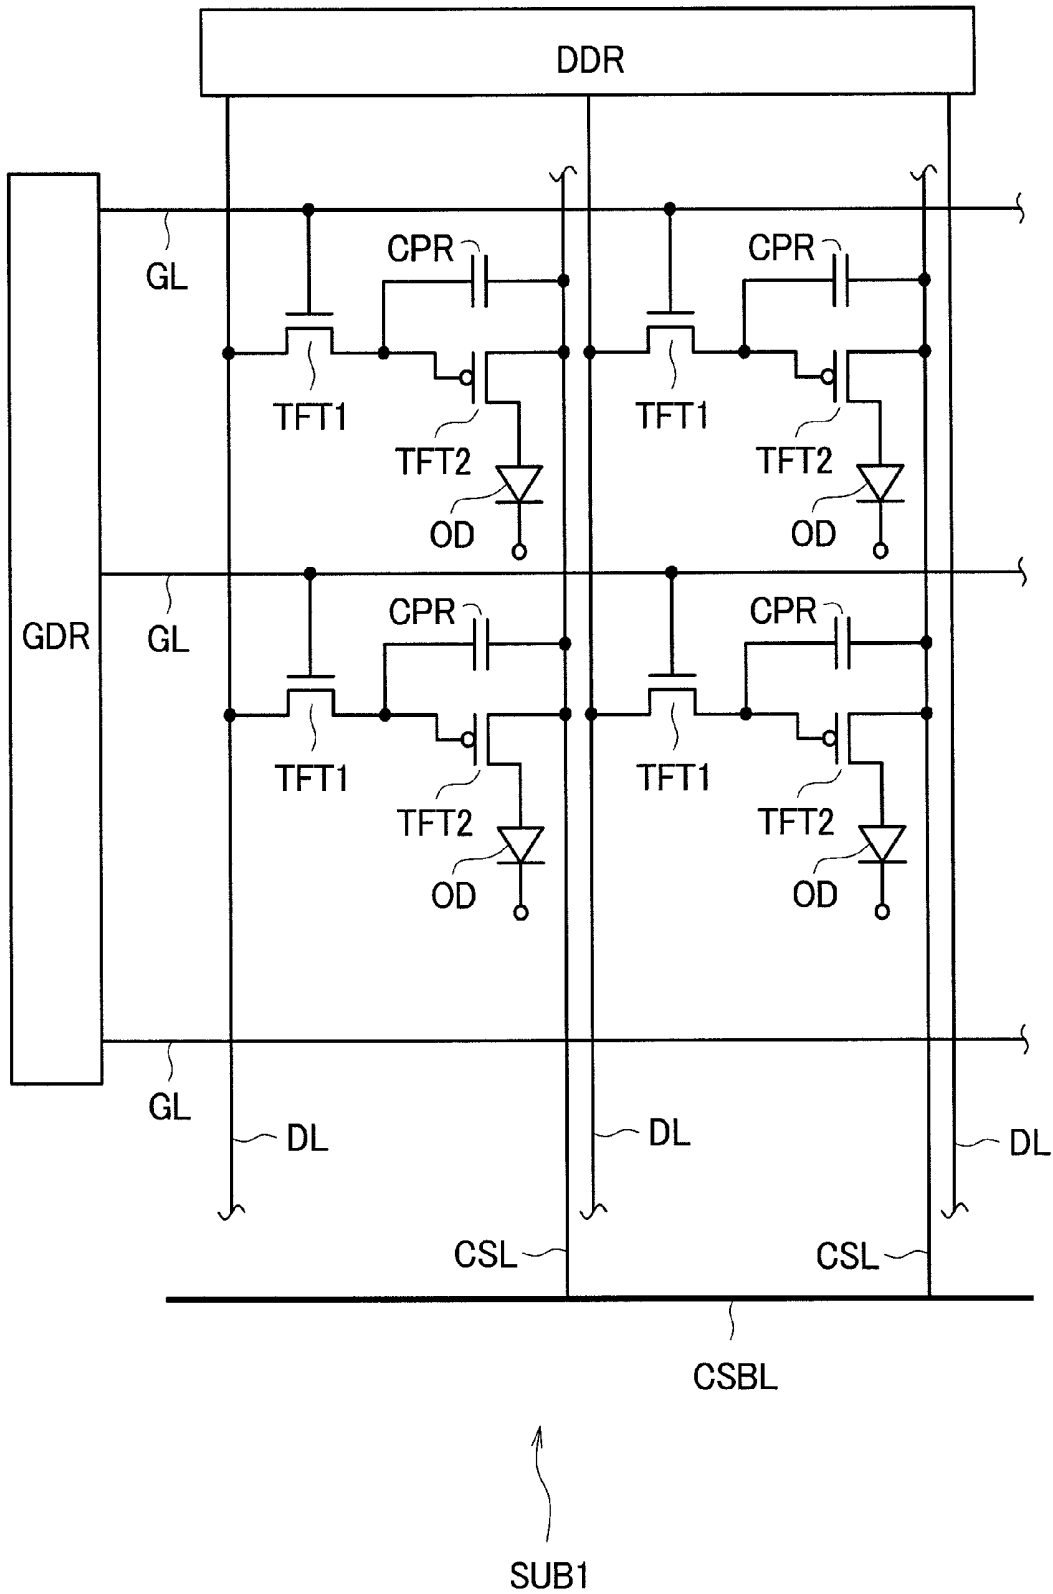 DDR
CPR
CPR
GL
TFT1
TFT1
TFT2
TFT2
OD
OD
CPR
CPR
GDR
GL
TFT1
TFT1
TFT2
TFT2
OD
OD
GL
DL
DL
DL
CSL
CSL
CSBL
SUB1